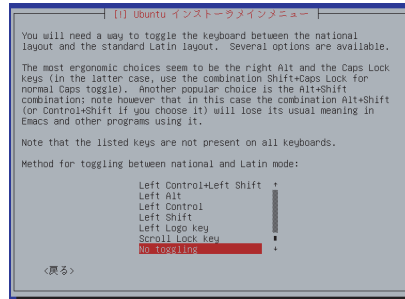 [!] Ubuntu インストーラメインメニュー
You will need a way to toggle the keyboard between the national
layout and the standard Latin layout.  Several options are available.
The most ergonomic choices seem to be the right Alt and the Caps Lock
keys (in the latter case, use the combination Shift+Caps Lock for
normal Caps toggle).  Another popular choice is the Alt+Shift
combination; note however that in this case the combination Alt+Shift
(or Control+Shift if you choose it) will lose its usual meaning in
Emacs and other programs using it.
Note that the listed keys are not present on all keyboards.
Method for toggling between national and Latin mode:
Left Control+Left Shift
Left Alt
Left Control
Left Shift
Left Logo key
Scroll Lock key
No toggling
<戻る>